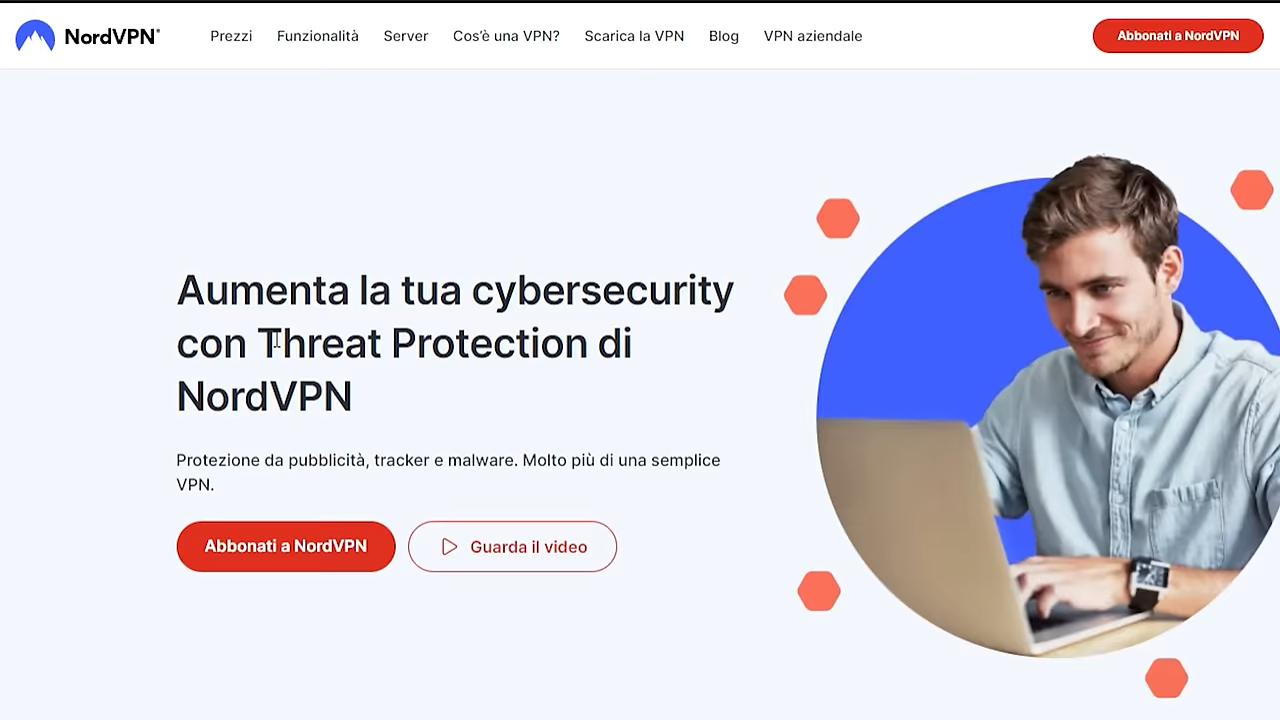 NordVPN®
Prezzi
Funzionalità
Server
Cos'è una VPN?
Scarica la VPN
Blog
VPN aziendale
Abbonati a NordVPN
Aumenta la tua cybersecurity
con Threat Protection di
NordVPN
Protezione da pubblicità, tracker e malware. Molto più di una semplice
VPN.
Abbonati a NordVPN
Guarda il video